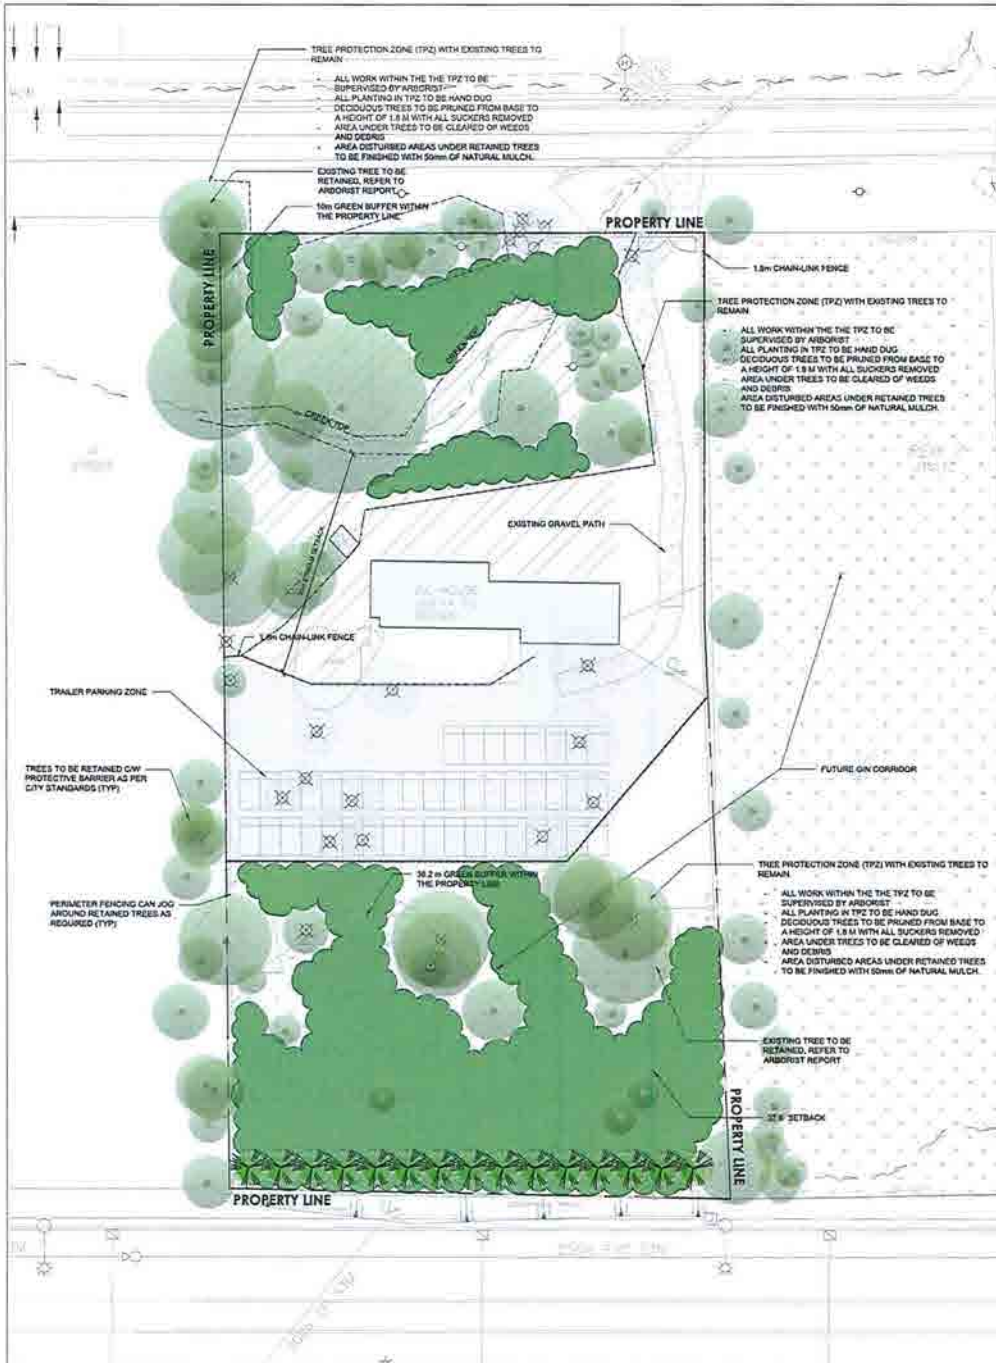 TREE PROTECTION ZONE (TPZ) WITH EXISTING TREES TO
REMAIN
- ALL WORK WITHIN THE THE TPZ TO BE
SUPERVISED BY ARBORIST
- ALL PLANTING IN TPZ TO BE HAND DUG
- DECIDUOUS TREES TO BE PRUNED FROM BASE TO
A HEIGHT OF 1.8 M WITH ALL SUCKERS REMOVED
- AREA UNDER TREES TO BE CLEARED OF WEEDS
AND DEBRIS
- AREA DISTURBED AREAS UNDER RETAINED TREES
TO BE FINISHED WITH 50mm OF NATURAL MULCH.
EXISTING TREE TO BE
RETAINED, REFER TO
ARBORIST REPORT
10m GREEN BUFFER WITHIN
THE PROPERTY LINE
PROPERTY LINE
PROPERTY LINE
1.8m CHAIN-LINK FENCE
TREE PROTECTION ZONE (TPZ) WITH EXISTING TREES TO
REMAIN
- ALL WORK WITHIN THE THE TPZ TO BE
SUPERVISED BY ARBORIST
- ALL PLANTING IN TPZ TO BE HAND DUG
DECIDUOUS TREES TO BE PRUNED FROM BASE TO
A HEIGHT OF 1.8 M WITH ALL SUCKERS REMOVED
AREA UNDER TREES TO BE CLEARED OF WEEDS
AND DEBRIS
AREA DISTURBED AREAS UNDER RETAINED TREES
TO BE FINISHED WITH 50mm OF NATURAL MULCH.
CREEK TOP
CREEK TOP
EXISTING GRAVEL PATH
SETBACK
1.8m CHAIN-LINK FENCE
TRAILER PARKING ZONE
TREES TO BE RETAINED C/W
PROTECTIVE BARRIER AS PER
CITY STANDARDS (TYP)
FUTURE GIN CORRIDOR
30.2 m GREEN BUFFER WITHIN
THE PROPERTY LINE
PERIMETER FENCING CAN JOG
AROUND RETAINED TREES AS
REQUIRED (TYP)
TREE PROTECTION ZONE (TPZ) WITH EXISTING TREES TO
REMAIN
- ALL WORK WITHIN THE THE TPZ TO BE
SUPERVISED BY ARBORIST
- ALL PLANTING IN TPZ TO BE HAND DUG
- DECIDUOUS TREES TO BE PRUNED FROM BASE TO
A HEIGHT OF 1.8 M WITH ALL SUCKERS REMOVED
- AREA UNDER TREES TO BE CLEARED OF WEEDS
AND DEBRIS
- AREA DISTURBED AREAS UNDER RETAINED TREES
TO BE FINISHED WITH 50mm OF NATURAL MULCH.
EXISTING TREE TO BE
RETAINED, REFER TO
ARBORIST REPORT
SETBACK
PROPERTY LINE
PROPERTY LINE